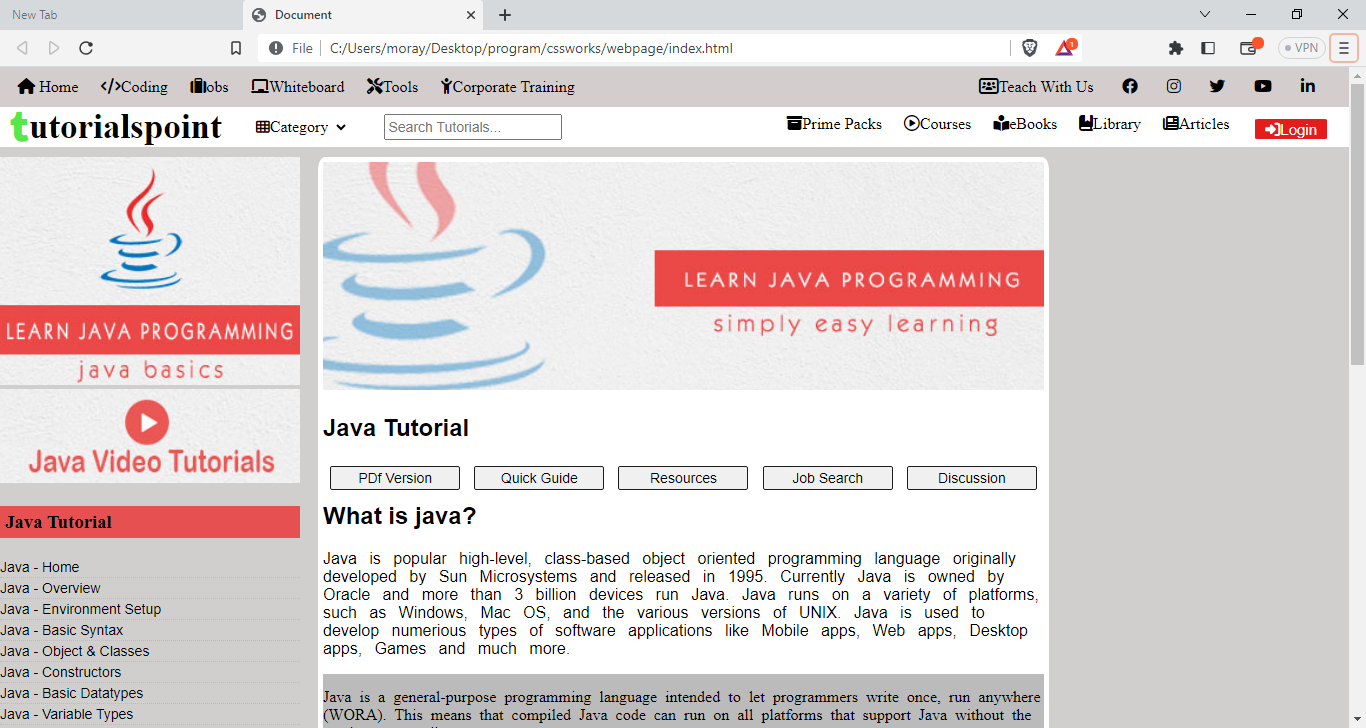 New Tab
Document
File
C:/Users/moray/Desktop/program/cssworks/webpage/index.html
1
VPN
Home
Coding
Jobs
Whiteboard
Tools
Corporate Training
Teach With Us
tutorialspoint
Category
Search Tutorials...
Prime Packs
Courses
eBooks
Library
Articles
Login
LEARN JAVA PROGRAMMING
java basics
Java Video Tutorials
Java Tutorial
Java - Home
Java - Overview
Java - Environment Setup
Java - Basic Syntax
Java - Object & Classes
Java - Constructors
Java - Basic Datatypes
Java - Variable Types
LEARN JAVA PROGRAMMING
simply easy learning
Java Tutorial
PDf Version
Quick Guide
Resources
Job Search
Discussion
What is java?
Java is popular high-level, class-based object oriented programming language originally
developed by Sun Microsystems and released in 1995. Currently Java is owned by
Oracle and more than 3 billion devices run Java. Java runs on a variety of platforms,
such as Windows, Mac OS, and the various versions of UNIX. Java is used to
develop numerious types of software applications like Mobile apps, Web apps, Desktop
apps, Games and much more.
Java is a general-purpose programming language intended to let programmers write once, run anywhere
(WORA). This means that compiled Java code can run on all platforms that support Java without the